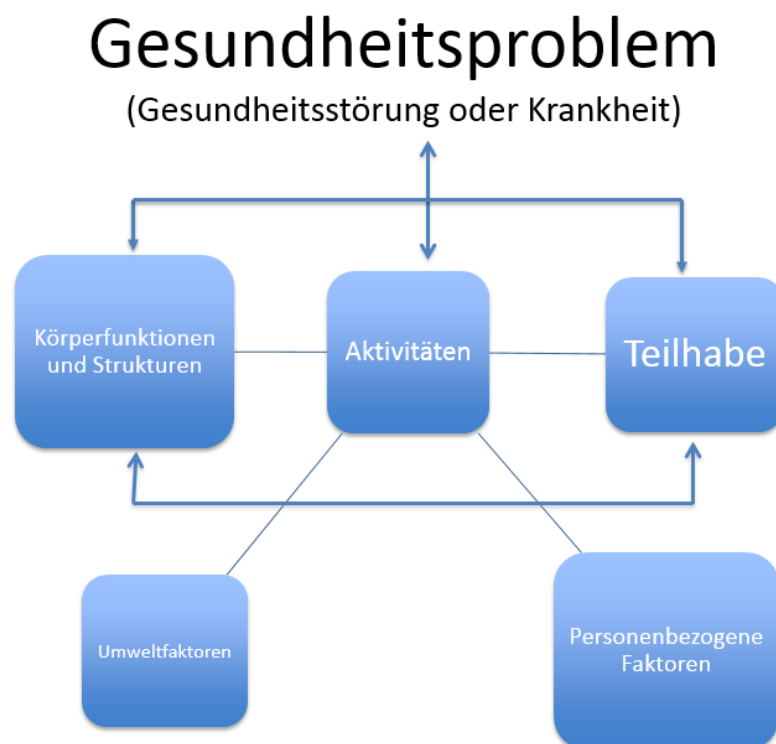 Gesundheitsproblem
(Gesundheitsstörung oder Krankheit)
Körperfunktionen
und Strukturen
Aktivitäten
Teilhabe
Umweltfaktoren
Personenbezogene
Faktoren